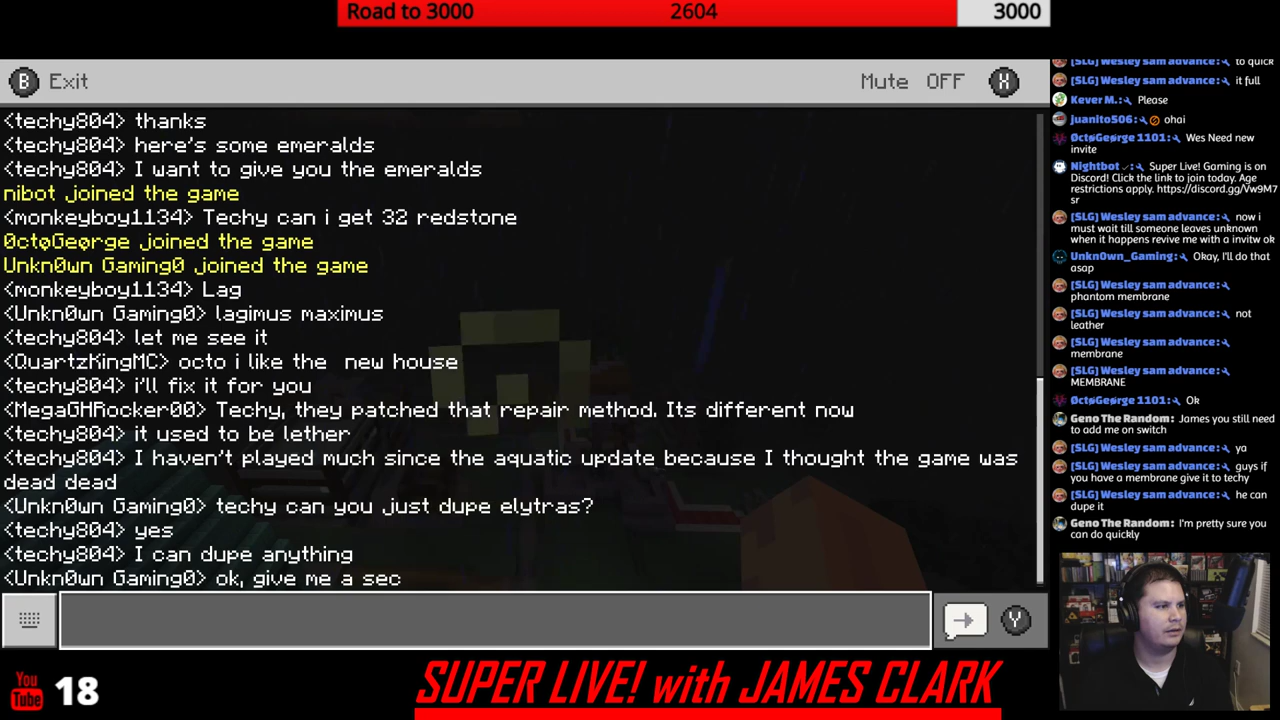 Road to 3000 2604 3000
B Exit Mute OFF X
<techy804> thanks
<techy804> here's some emeralds
<techy804> I want to give you the emeralds
nibot joined the game
<monkeyboy1134> Techy can i get 32 redstone
0ctφGeφrge joined the game
Unkn0wn Gaming0 joined the game
<monkeyboy1134> Lag
<Unkn0wn Gaming0> lagimus maximus
<techy804> let me see it
<QuartzKingMC> octo i like the  new house
<techy804> i'll fix it for you
<MegaGHRocker00> Techy, they patched that repair method. Its different now
<techy804> it used to be lether
<techy804> I haven't played much since the aquatic update because I thought the game was
dead dead
<Unkn0wn Gaming0> techy can you just dupe elytras?
<techy804> yes
<techy804> I can dupe anything
<Unkn0wn Gaming0> ok, give me a sec
Y
[SLG] Wesley sam advance: to quick
[SLG] Wesley sam advance: it full
Kever M.: Please
juanito506: ohai
0ctφGeφrge 1101: Wes Need new
invite
Nightbot: Super Live! Gaming is on
Discord! Click the link to join today. Age
restrictions apply. https://discord.gg/Vw9M7
sr
[SLG] Wesley sam advance: now i
must wait till someone leaves unknown
when it happens revive me with a invitw ok
Unkn0wn_Gaming: Okay, I'll do that
asap
[SLG] Wesley sam advance:
phantom membrane
[SLG] Wesley sam advance: not
leather
[SLG] Wesley sam advance:
membrane
[SLG] Wesley sam advance:
MEMBRANE
0ctφGeφrge 1101: Ok
Geno The Random: James you still need
to add me on switch
[SLG] Wesley sam advance: ya
[SLG] Wesley sam advance: guys if
you have a membrane give it to techy
[SLG] Wesley sam advance: he can
dupe it
Geno The Random: I'm pretty sure you
can do quickly
You
Tube 18
SUPER LIVE! with JAMES CLARK